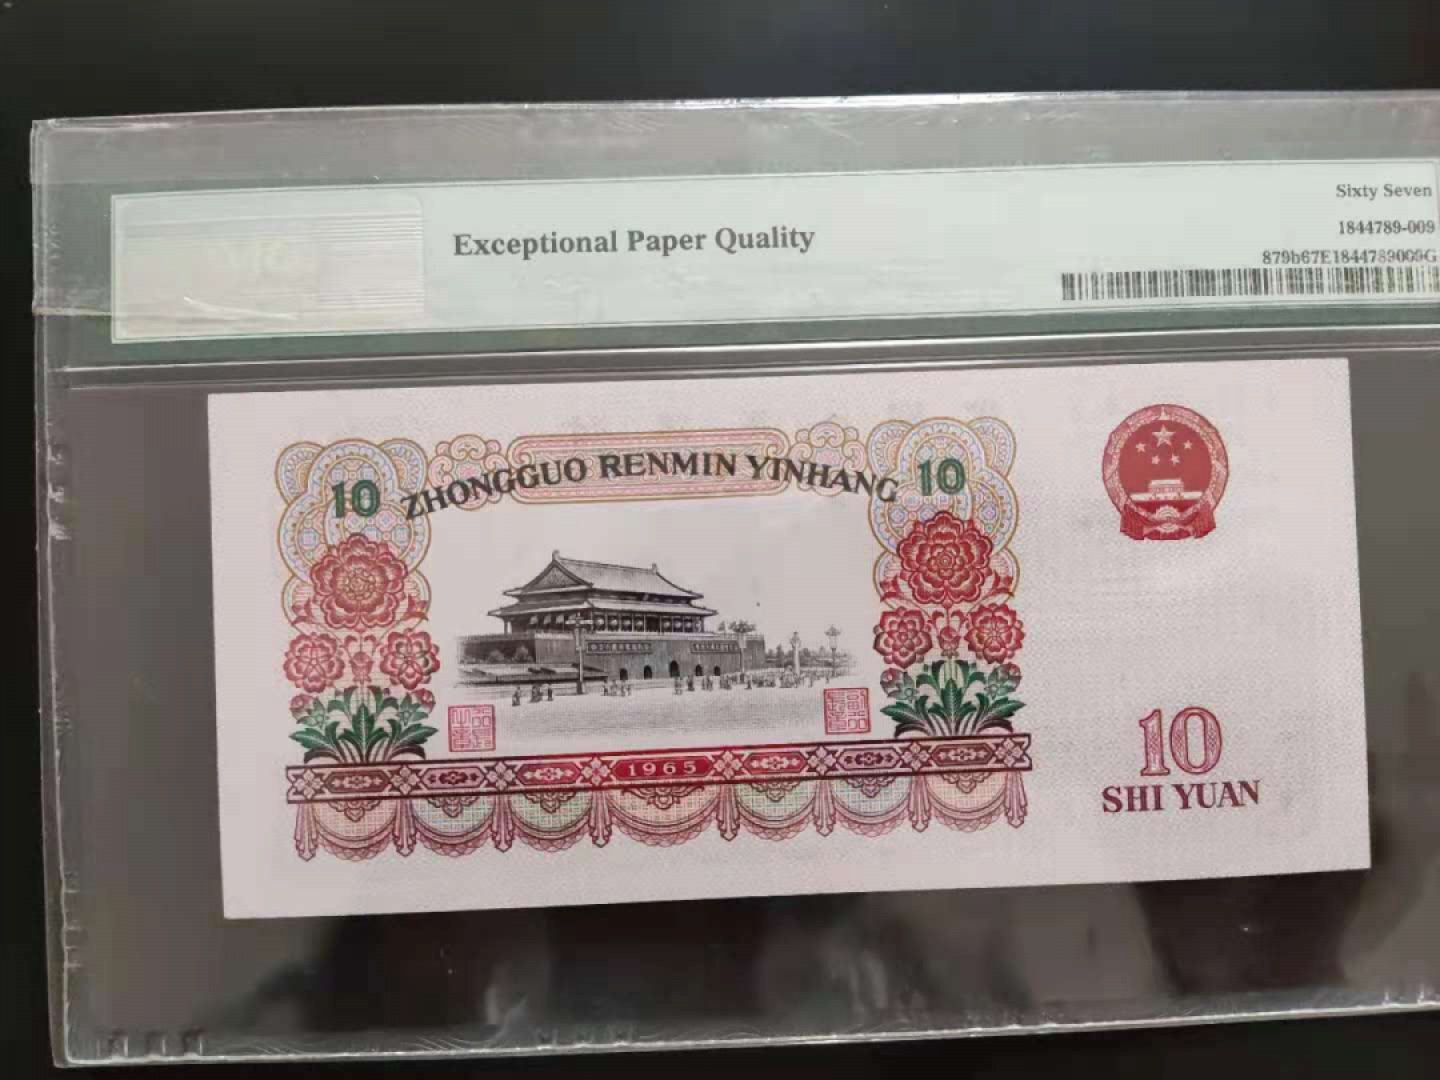 Sixty Seven
Exceptional Paper Quality
1844789-009
879b67E1844789009G
10 ZHONGGUO RENMIN YINHANG 10
1965
10
SHI YUAN